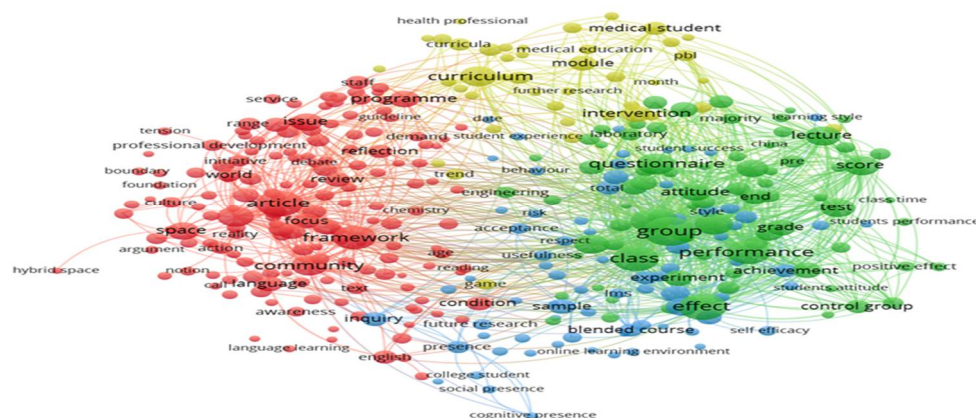 health professional
medical student
curricula
medical education
pbl
module
staff
curriculum
month
service
programme
further research
range
issue
guideline
date
intervention
majority
learning style
tension
demand
student experience
laboratory
china
lecture
professional development
reflection
student success
initiative
debate
behaviour
questionnaire
pre
score
boundary
world
review
trend
foundation
engineering
total
attitude
end
class time
culture
article
chemistry
risk
style
test
students performance
space
focus
acceptance
group
grade
reality
framework
respect
argument
action
age
usefulness
class
performance
hybrid space
notion
community
reading
experiment
achievement
positive effect
call
language
text
game
lms
students attitude
awareness
condition
sample
effect
control group
inquiry
future research
blended course
self efficacy
language learning
presence
online learning environment
english
college student
social presence
cognitive presence